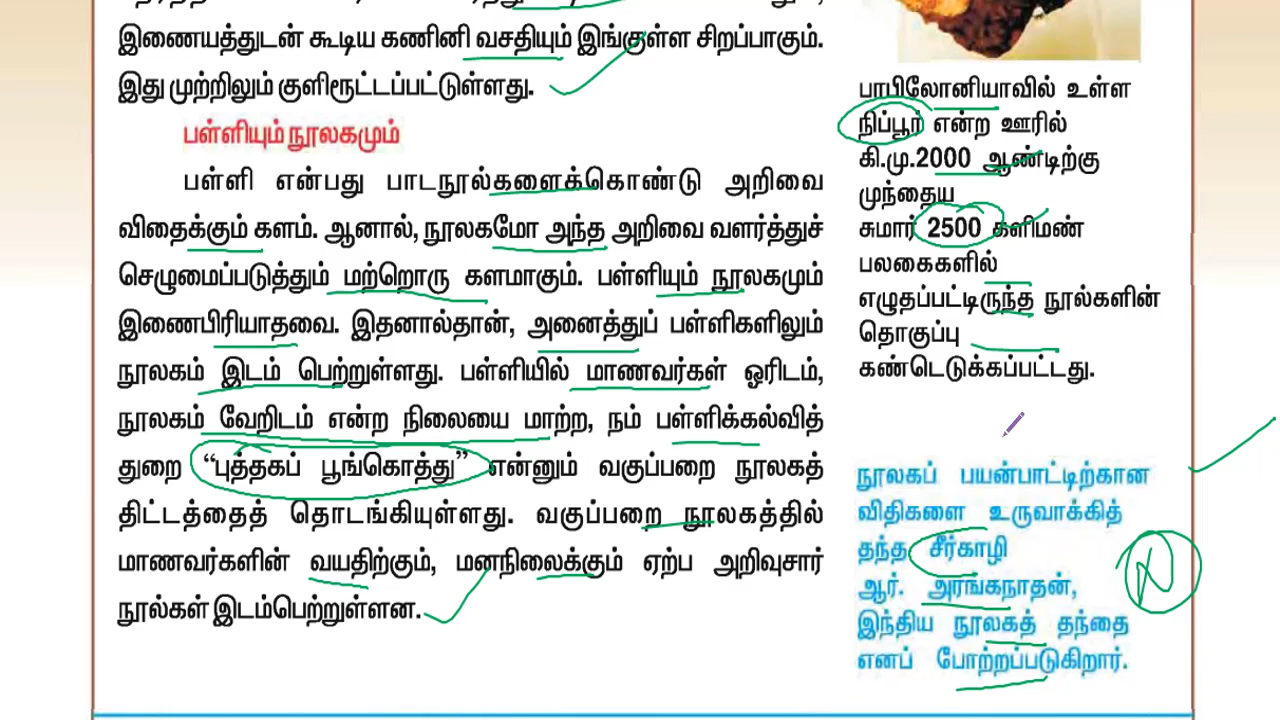 இணையத்துடன் கூடிய கணினி வசதியும் இங்குள்ள சிறப்பாகும்.
இது முற்றிலும் குளிரூட்டப்பட்டுள்ளது.
பள்ளியும் நூலகமும்
பள்ளி என்பது பாடநூல்களைக்கொண்டு அறிவை
விதைக்கும் களம். ஆனால், நூலகமோ அந்த அறிவை வளர்த்துச்
செழுமைப்படுத்தும் மற்றொரு களமாகும். பள்ளியும் நூலகமும்
இணைபிரியாதவை. இதனால்தான், அனைத்துப் பள்ளிகளிலும்
நூலகம் இடம் பெற்றுள்ளது. பள்ளியில் மாணவர்கள் ஓரிடம்,
நூலகம் வேறிடம் என்ற நிலையை மாற்ற, நம் பள்ளிக்கல்வித்
துறை “புத்தகப் பூங்கொத்து” என்னும் வகுப்பறை நூலகத்
திட்டத்தைத் தொடங்கியுள்ளது. வகுப்பறை நூலகத்தில்
மாணவர்களின் வயதிற்கும், மனநிலைக்கும் ஏற்ப அறிவுசார்
நூல்கள் இடம்பெற்றுள்ளன.
பாபிலோனியாவில் உள்ள
நிப்பூர் என்ற ஊரில்
கி.மு.2000 ஆண்டிற்கு
முந்தைய
சுமார் 2500 களிமண்
பலகைகளில்
எழுதப்பட்டிருந்த நூல்களின்
தொகுப்பு
கண்டெடுக்கப்பட்டது.
நூலகப் பயன்பாட்டிற்கான
விதிகளை உருவாக்கித்
தந்த சீர்காழி
ஆர். அரங்கநாதன்,
இந்திய நூலகத் தந்தை
எனப் போற்றப்படுகிறார்.